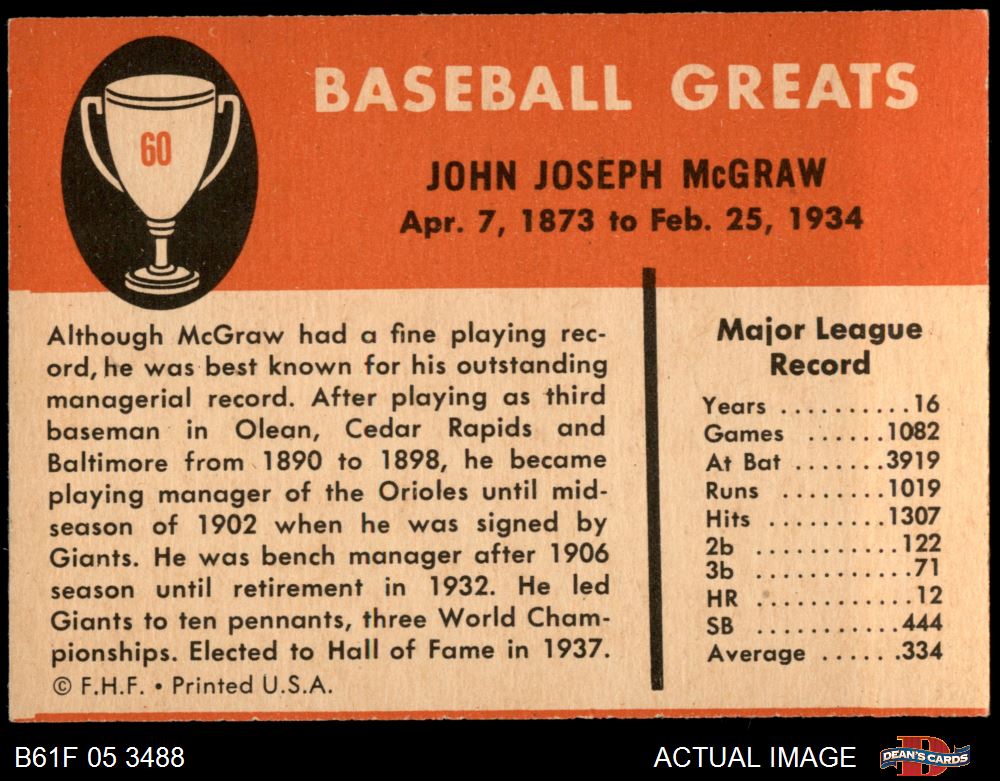 60
BASEBALL GREATS
JOHN JOSEPH McGRAW
Apr. 7, 1873 to Feb. 25, 1934
Although McGraw had a fine playing rec-
ord, he was best known for his outstanding
managerial record. After playing as third
baseman in Olean, Cedar Rapids and
Baltimore from 1890 to 1898, he became
playing manager of the Orioles until mid-
season of 1902 when he was signed by
Giants. He was bench manager after 1906
season until retirement in 1932. He led
Giants to ten pennants, three World Cham-
pionships. Elected to Hall of Fame in 1937.
© F.H.F. • Printed U.S.A.
Major League
Record
Years ..........16
Games ......1082
At Bat .......3919
Runs ........1019
Hits .........1307
2b ...........122
3b ............71
HR ............12
SB ...........444
Average ......334
B61F 05 3488
ACTUAL IMAGE
D
DEAN'S CARDS